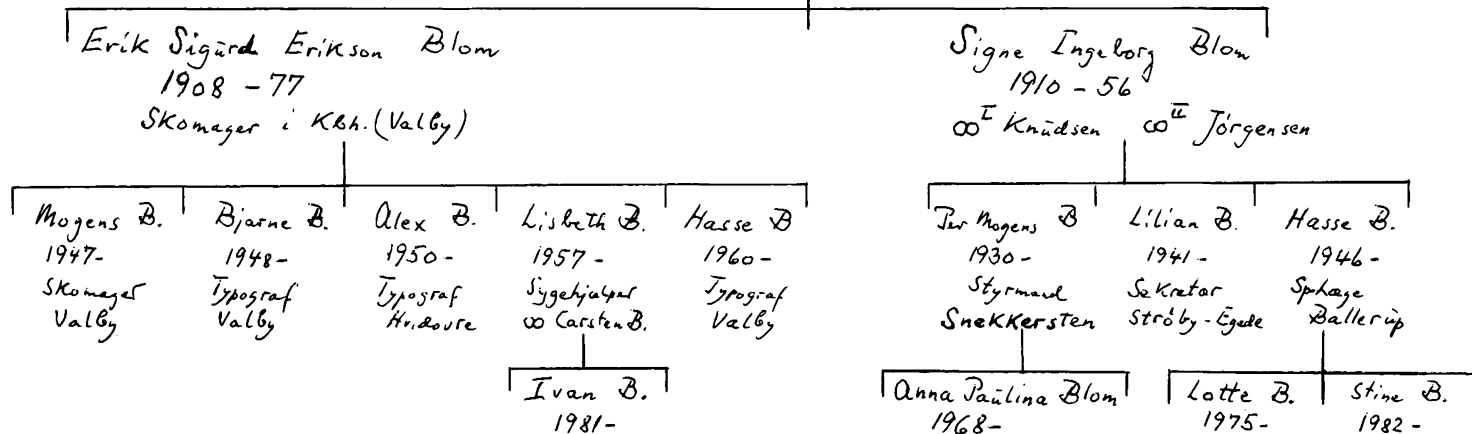 Erik Sigurd Erikson Blom
1908 - 77
Skomager i Kbh. (Valby)
Signe Ingeborg Blom
1910 - 56
∞ I Knudsen ∞ II Jörgensen
Mogens B.
1947-
Skomager
Valby
Bjarne B.
1948-
Typograf
Valby
Alex B.
1950-
Typograf
Hvidovre
Lisbeth B.
1957-
Sygehjælper
∞ Carsten B.
Hasse B
1960-
Typograf
Valby
Per Mogens B
1930-
Styrmand
Snekkersten
Lilian B.
1941-
Sekretær
Ströby-Egede
Hasse B.
1946-
Ballerup
Ivan B.
1981-
Anna Paulina Blom
1968-
Lotte B.
1975-
Stine B.
1982-